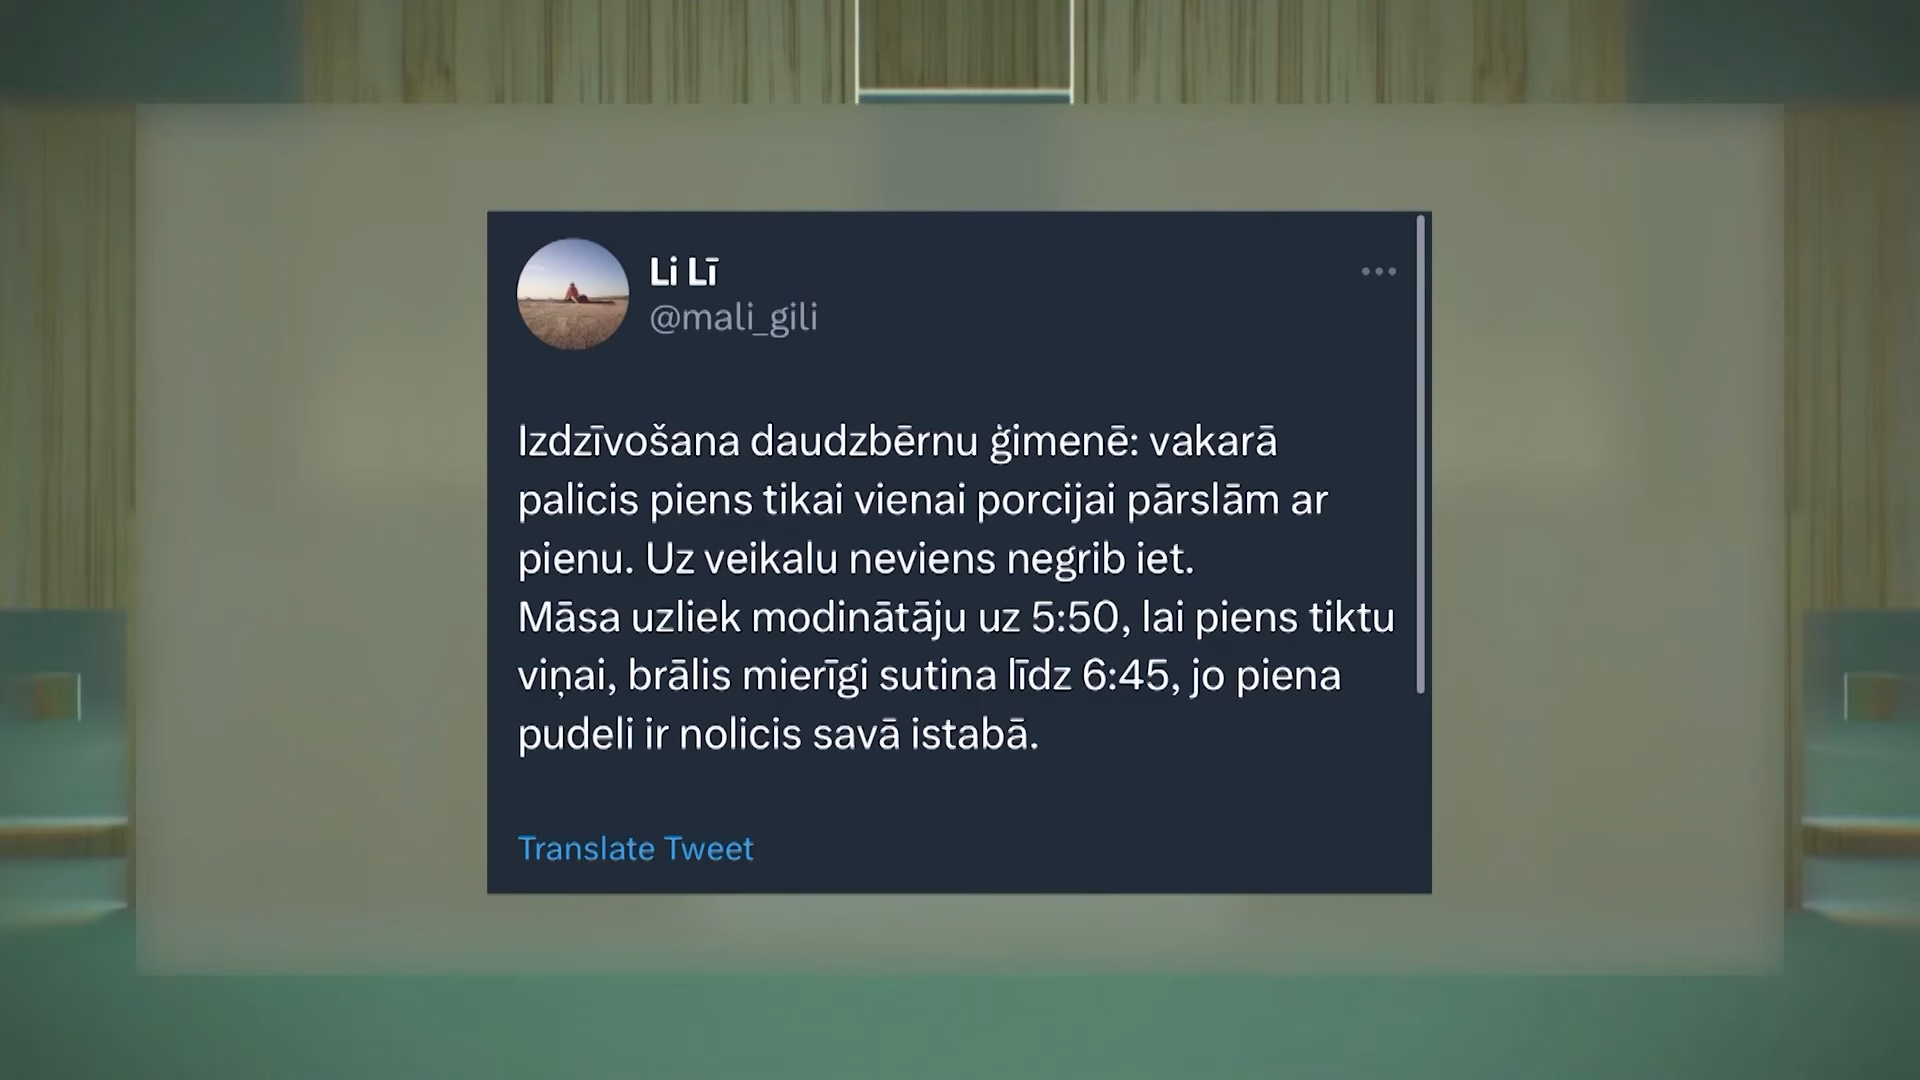 Li Lī
@mali_gili
Izdzīvošana daudzbērnu ģimenē: vakarā
palicis piens tikai vienai porcijai pārslām ar
pienu. Uz veikalu neviens negrib iet.
Māsa uzliek modinātāju uz 5:50, lai piens tiktu
viņai, brālis mierīgi sutina līdz 6:45, jo piena
pudeli ir nolicis savā istabā.
Translate Tweet